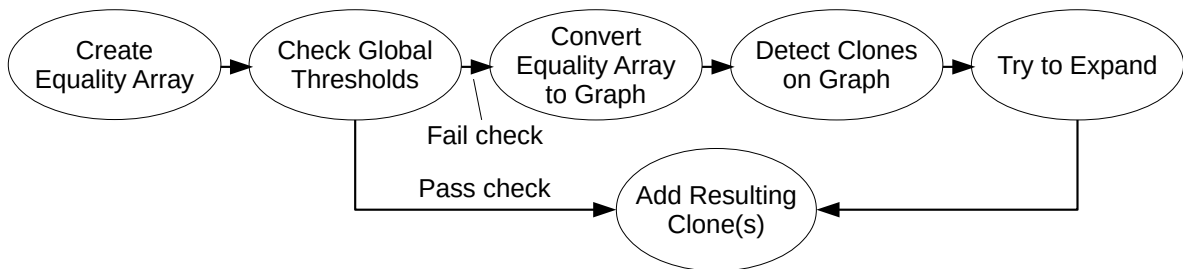 Create
Equality Array
Check Global
Thresholds
Convert
Equality Array
to Graph
Detect Clones
on Graph
Try to Expand
Fail check
Pass check
Add Resulting
Clone(s)